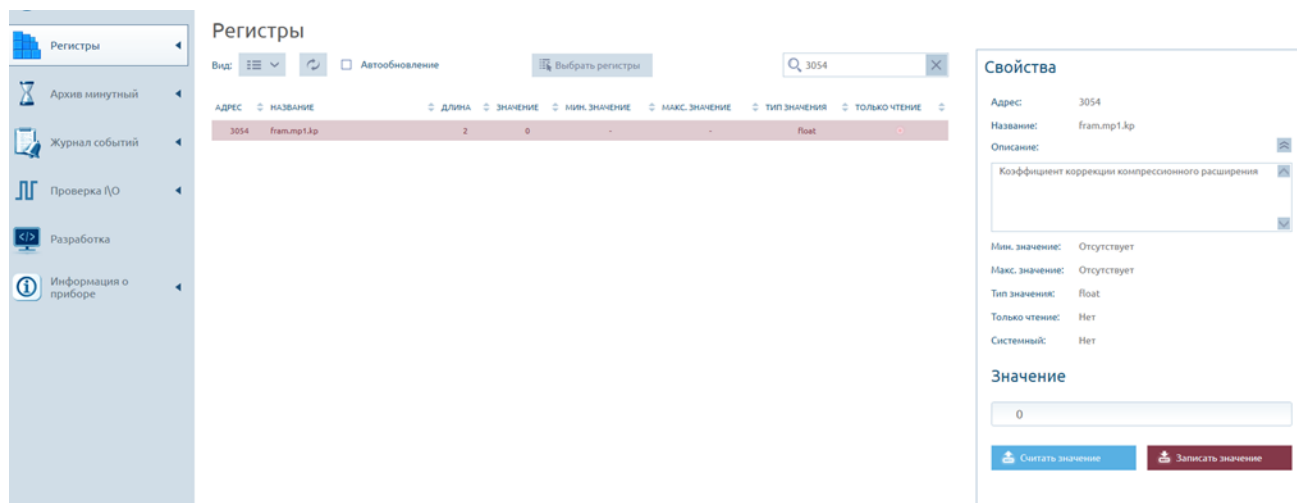 Регистры
Архив минутный
Журнал событий
Проверка I\O
Разработка
Информация о
приборе
Регистры
Вид:
Автообновление
Выбрать регистры
3054
АДРЕС НАЗВАНИЕ ДЛИНА ЗНАЧЕНИЕ МИН. ЗНАЧЕНИЕ МАКС. ЗНАЧЕНИЕ ТИП ЗНАЧЕНИЯ ТОЛЬКО ЧТЕНИЕ
3054 fram.mp1.kp 2 0 - - float
Свойства
Адрес: 3054
Название: fram.mp1.kp
Описание:
Коэффициент коррекции компрессионного расширения
Мин. значение: Отсутствует
Макс. значение: Отсутствует
Тип значения: float
Только чтение: Нет
Системный: Нет
Значение
0
Считать значение
Записать значение